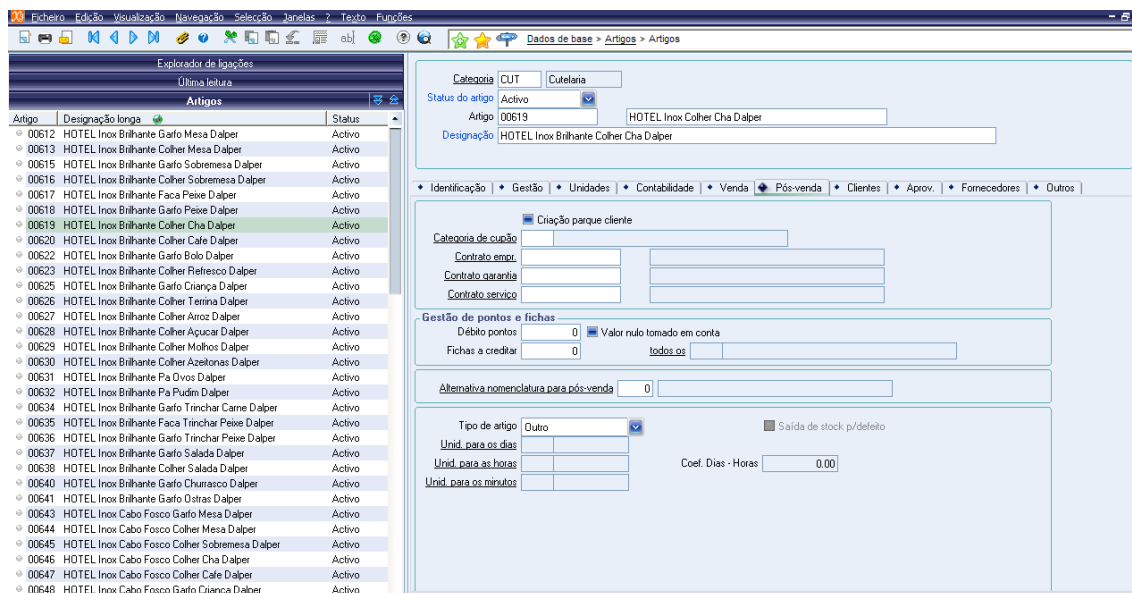 Ficheiro Edição Visualização Navegação Selecção Janelas ? Texto Funções
Dados de base > Artigos > Artigos
Explorador de ligações
Última leitura
Artigos
Artigo Designação longa Status
00612 HOTEL Inox Brilhante Garfo Mesa Dalper Activo
00613 HOTEL Inox Brilhante Colher Mesa Dalper Activo
00615 HOTEL Inox Brilhante Garfo Sobremesa Dalper Activo
00616 HOTEL Inox Brilhante Colher Sobremesa Dalper Activo
00617 HOTEL Inox Brilhante Faca Peixe Dalper Activo
00618 HOTEL Inox Brilhante Garfo Peixe Dalper Activo
00619 HOTEL Inox Brilhante Colher Cha Dalper Activo
00620 HOTEL Inox Brilhante Colher Cafe Dalper Activo
00622 HOTEL Inox Brilhante Garfo Bolo Dalper Activo
00623 HOTEL Inox Brilhante Colher Refresco Dalper Activo
00625 HOTEL Inox Brilhante Garfo Criança Dalper Activo
00626 HOTEL Inox Brilhante Colher Terrina Dalper Activo
00627 HOTEL Inox Brilhante Colher Arroz Dalper Activo
00628 HOTEL Inox Brilhante Colher Açucar Dalper Activo
00629 HOTEL Inox Brilhante Colher Molhos Dalper Activo
00630 HOTEL Inox Brilhante Colher Azeitonas Dalper Activo
00631 HOTEL Inox Brilhante Pa Ovos Dalper Activo
00632 HOTEL Inox Brilhante Pa Pudim Dalper Activo
00634 HOTEL Inox Brilhante Garfo Trinchar Carne Dalper Activo
00635 HOTEL Inox Brilhante Faca Trinchar Peixe Dalper Activo
00636 HOTEL Inox Brilhante Garfo Trinchar Peixe Dalper Activo
00637 HOTEL Inox Brilhante Garfo Salada Dalper Activo
00638 HOTEL Inox Brilhante Colher Salada Dalper Activo
00640 HOTEL Inox Brilhante Garfo Churrasco Dalper Activo
00641 HOTEL Inox Brilhante Garfo Ostras Dalper Activo
00643 HOTEL Inox Cabo Fosco Garfo Mesa Dalper Activo
00644 HOTEL Inox Cabo Fosco Colher Mesa Dalper Activo
00645 HOTEL Inox Cabo Fosco Colher Sobremesa Dalper Activo
00646 HOTEL Inox Cabo Fosco Colher Cha Dalper Activo
00647 HOTEL Inox Cabo Fosco Colher Cafe Dalper Activo
00648 HOTEL Inox Cabo Fosco Garfo Criança Dalper Activo
Categoria CUT Cutelaria
Status do artigo Activo
Artigo 00619 HOTEL Inox Colher Cha Dalper
Designação HOTEL Inox Brilhante Colher Cha Dalper
Identificação Gestão Unidades Contabilidade Venda Pós-venda Clientes Aprov. Fornecedores Outros
Criação parque cliente
Categoria de cupão
Contrato empr.
Contrato garantia
Contrato serviço
Gestão de pontos e fichas
Débito pontos 0 Valor nulo tomado em conta
Fichas a creditar 0 todos os
Alternativa nomenclatura para pós-venda 0
Tipo de artigo Outro Saída de stock p/defeito
Unid. para os dias
Unid. para as horas Coef. Dias - Horas 0.00
Unid. para os minutos